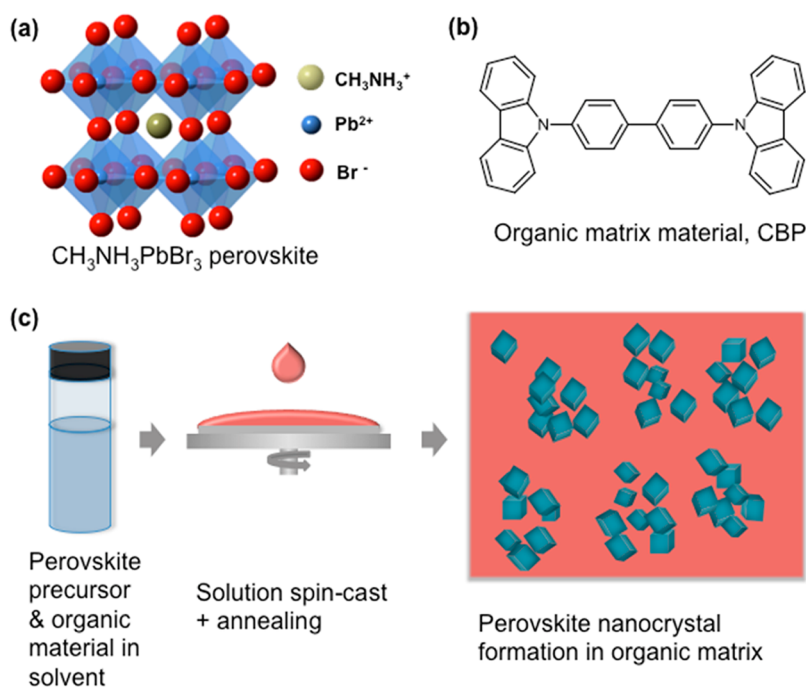 (a)
CH₃NH₃⁺
Pb²⁺
Br⁻
CH₃NH₃PbBr₃ perovskite
(b)
N
N
Organic matrix material, CBP
(c)
Perovskite
precursor
& organic
material in
solvent
Solution spin-cast
+ annealing
Perovskite nanocrystal
formation in organic matrix